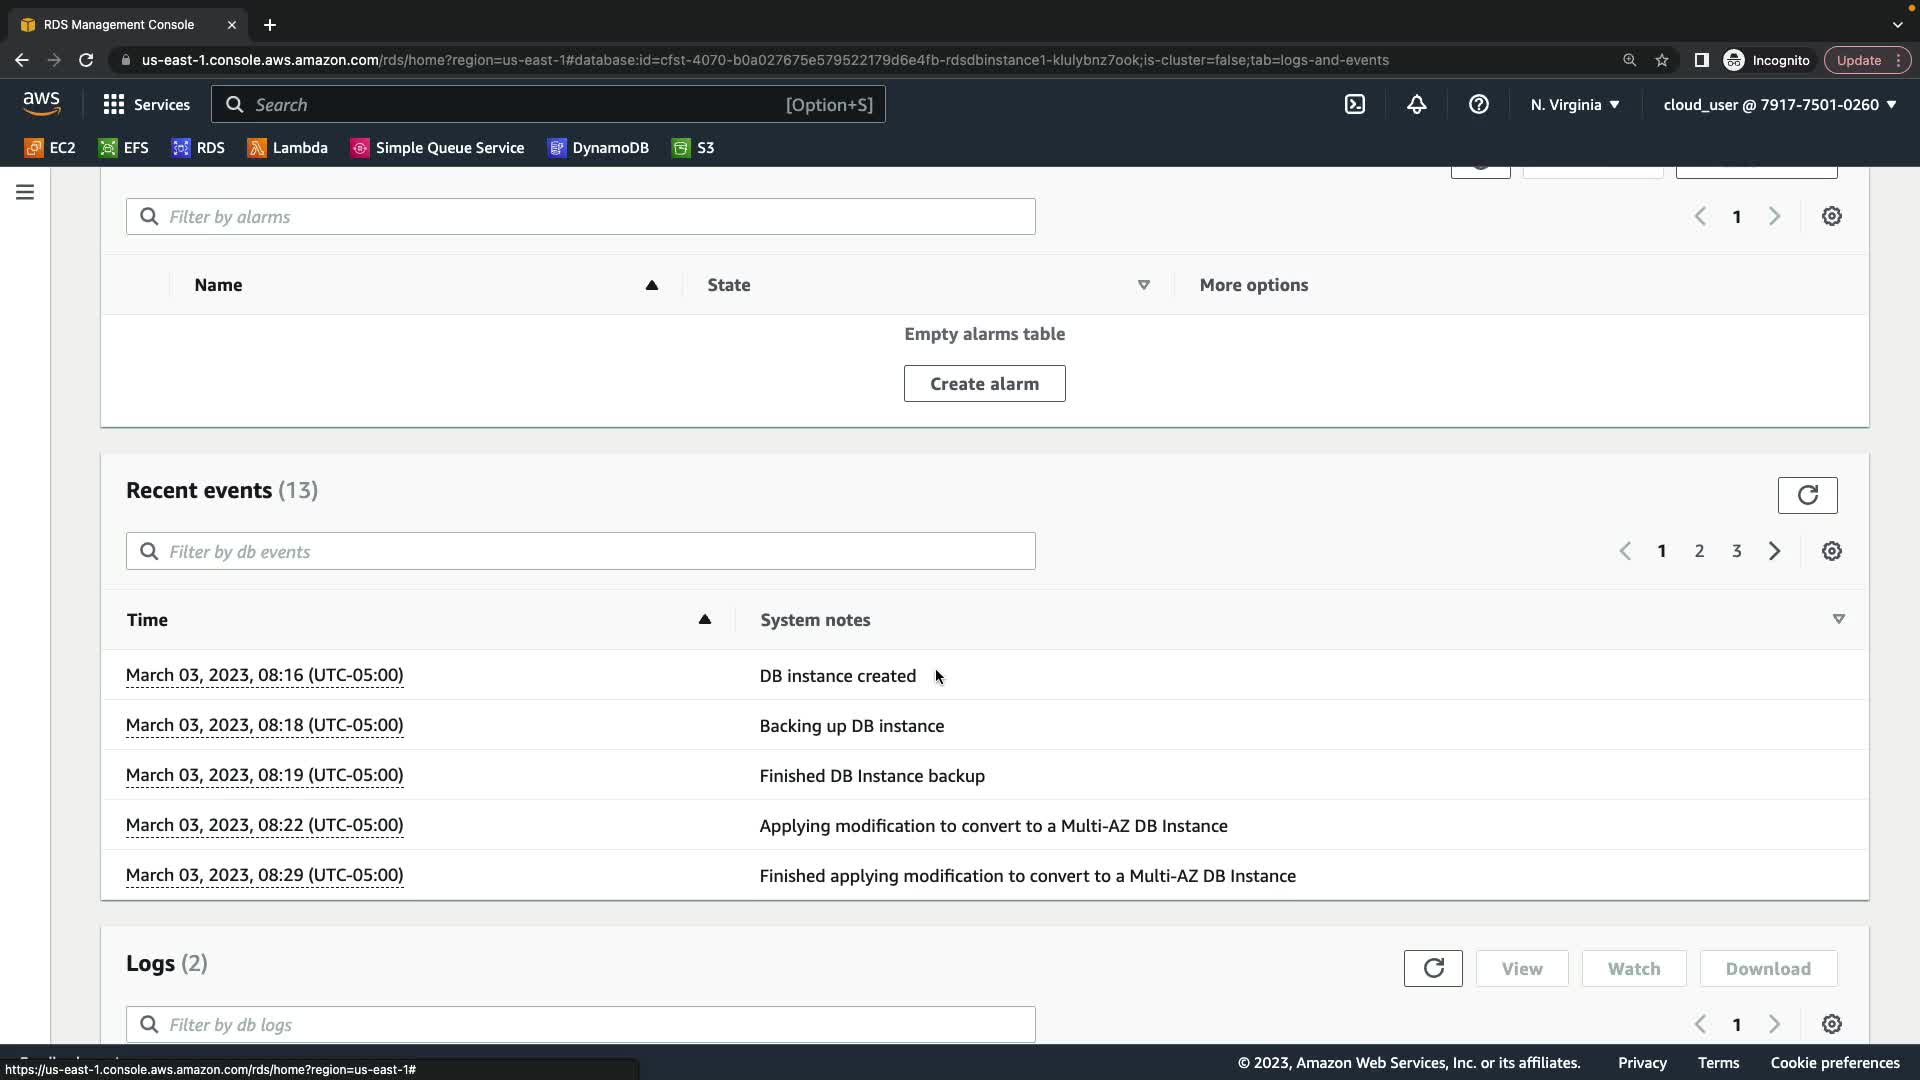 RDS Management Console
us-east-1.console.aws.amazon.com/rds/home?region=us-east-1#database:id=cfst-4070-b0a027675e579522179d6e4fb-rdsdbinstance1-klulybnz7ook;is-cluster=false;tab=logs-and-events
Incognito
Update
aws
Services
Search
[Option+S]
N. Virginia
cloud_user @ 7917-7501-0260
EC2
EFS
RDS
Lambda
Simple Queue Service
DynamoDB
S3
Filter by alarms
1
Name
State
More options
Empty alarms table
Create alarm
Recent events (13)
Filter by db events
1 2 3
Time
System notes
March 03, 2023, 08:16 (UTC-05:00)
DB instance created
March 03, 2023, 08:18 (UTC-05:00)
Backing up DB instance
March 03, 2023, 08:19 (UTC-05:00)
Finished DB Instance backup
March 03, 2023, 08:22 (UTC-05:00)
Applying modification to convert to a Multi-AZ DB Instance
March 03, 2023, 08:29 (UTC-05:00)
Finished applying modification to convert to a Multi-AZ DB Instance
Logs (2)
View
Watch
Download
Filter by db logs
1
© 2023, Amazon Web Services, Inc. or its affiliates.
Privacy
Terms
Cookie preferences
https://us-east-1.console.aws.amazon.com/rds/home?region=us-east-1#